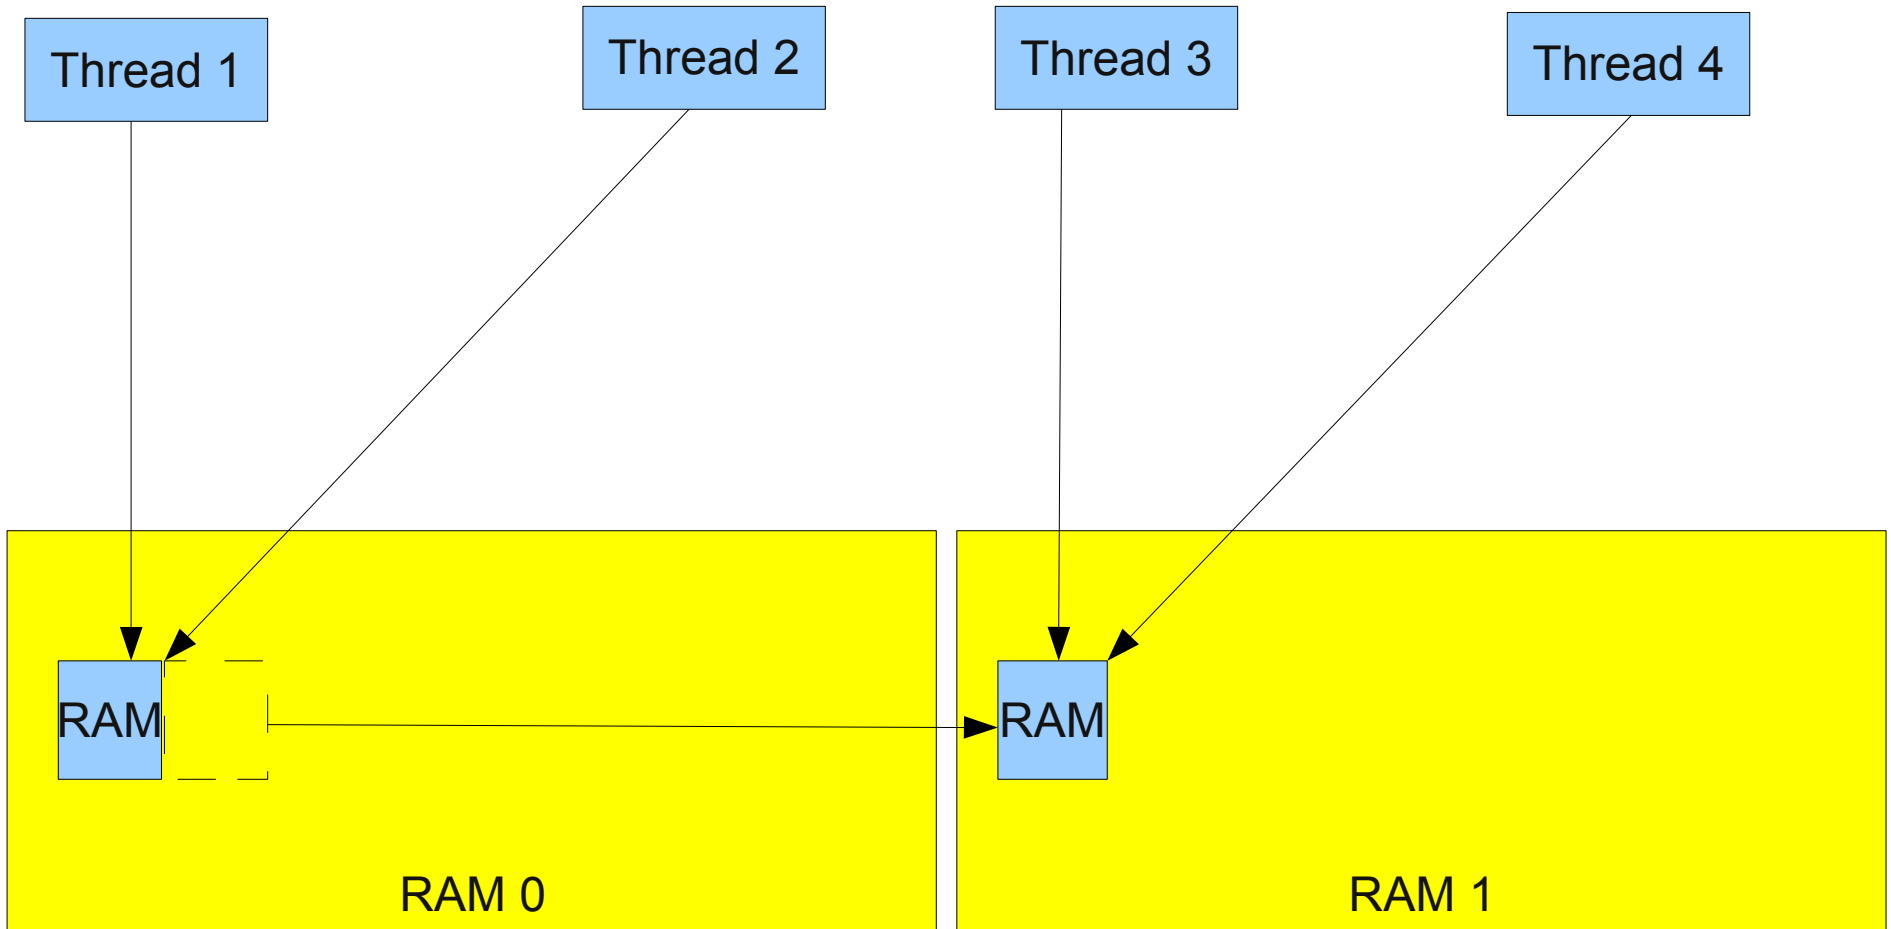 Thread 1
Thread 2
Thread 3
Thread 4
RAM
RAM
RAM 0
RAM 1